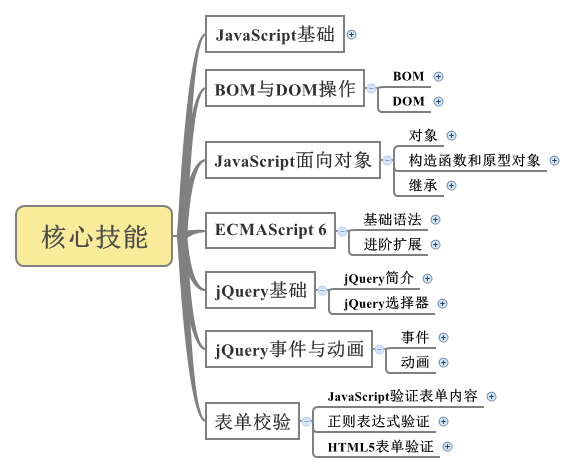 核心技能
JavaScript基础
BOM与DOM操作
BOM
DOM
JavaScript面向对象
对象
构造函数和原型对象
继承
ECMAScript 6
基础语法
进阶扩展
jQuery基础
jQuery简介
jQuery选择器
jQuery事件与动画
事件
动画
表单校验
JavaScript验证表单内容
正则表达式验证
HTML5表单验证